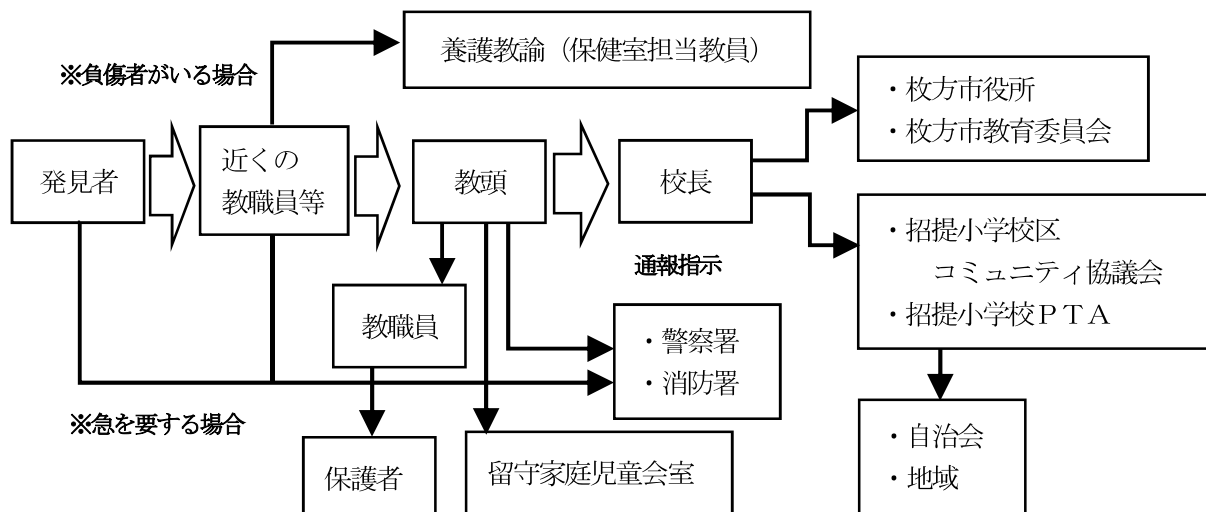 養護教諭（保健室担当教員）
※負傷者がいる場合
・枚方市役所
・枚方市教育委員会
発見者
近くの
教職員等
教頭
校長
・招提小学校区
コミュニティ協議会
・招提小学校ＰＴＡ
通報指示
教職員
・警察署
・消防署
※急を要する場合
保護者
留守家庭児童会室
・自治会
・地域